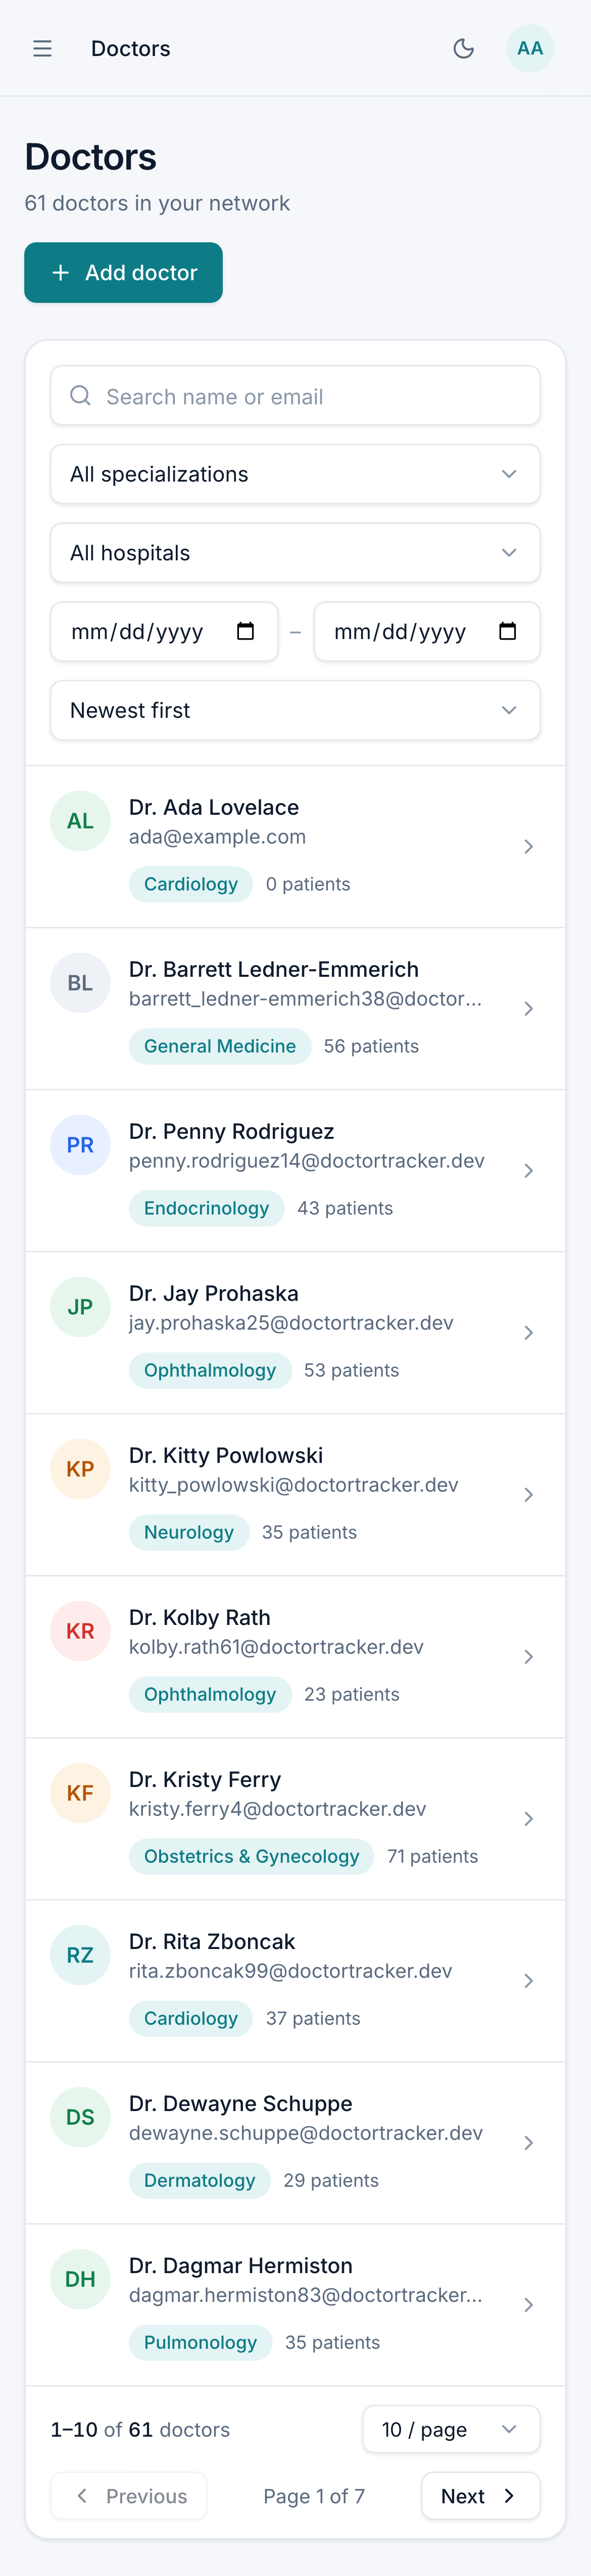 Doctors
AA
Doctors
61 doctors in your network
Add doctor
Search name or email
All specializations
All hospitals
mm/dd/yyyy – mm/dd/yyyy
Newest first
AL
Dr. Ada Lovelace
ada@example.com
Cardiology 0 patients
BL
Dr. Barrett Ledner-Emmerich
barrett_ledner-emmerich38@doctor...
General Medicine 56 patients
PR
Dr. Penny Rodriguez
penny.rodriguez14@doctortracker.dev
Endocrinology 43 patients
JP
Dr. Jay Prohaska
jay.prohaska25@doctortracker.dev
Ophthalmology 53 patients
KP
Dr. Kitty Powlowski
kitty_powlowski@doctortracker.dev
Neurology 35 patients
KR
Dr. Kolby Rath
kolby.rath61@doctortracker.dev
Ophthalmology 23 patients
KF
Dr. Kristy Ferry
kristy.ferry4@doctortracker.dev
Obstetrics & Gynecology 71 patients
RZ
Dr. Rita Zboncak
rita.zboncak99@doctortracker.dev
Cardiology 37 patients
DS
Dr. Dewayne Schuppe
dewayne.schuppe@doctortracker.dev
Dermatology 29 patients
DH
Dr. Dagmar Hermiston
dagmar.hermiston83@doctortracker...
Pulmonology 35 patients
1–10 of 61 doctors
10 / page
Previous
Page 1 of 7
Next